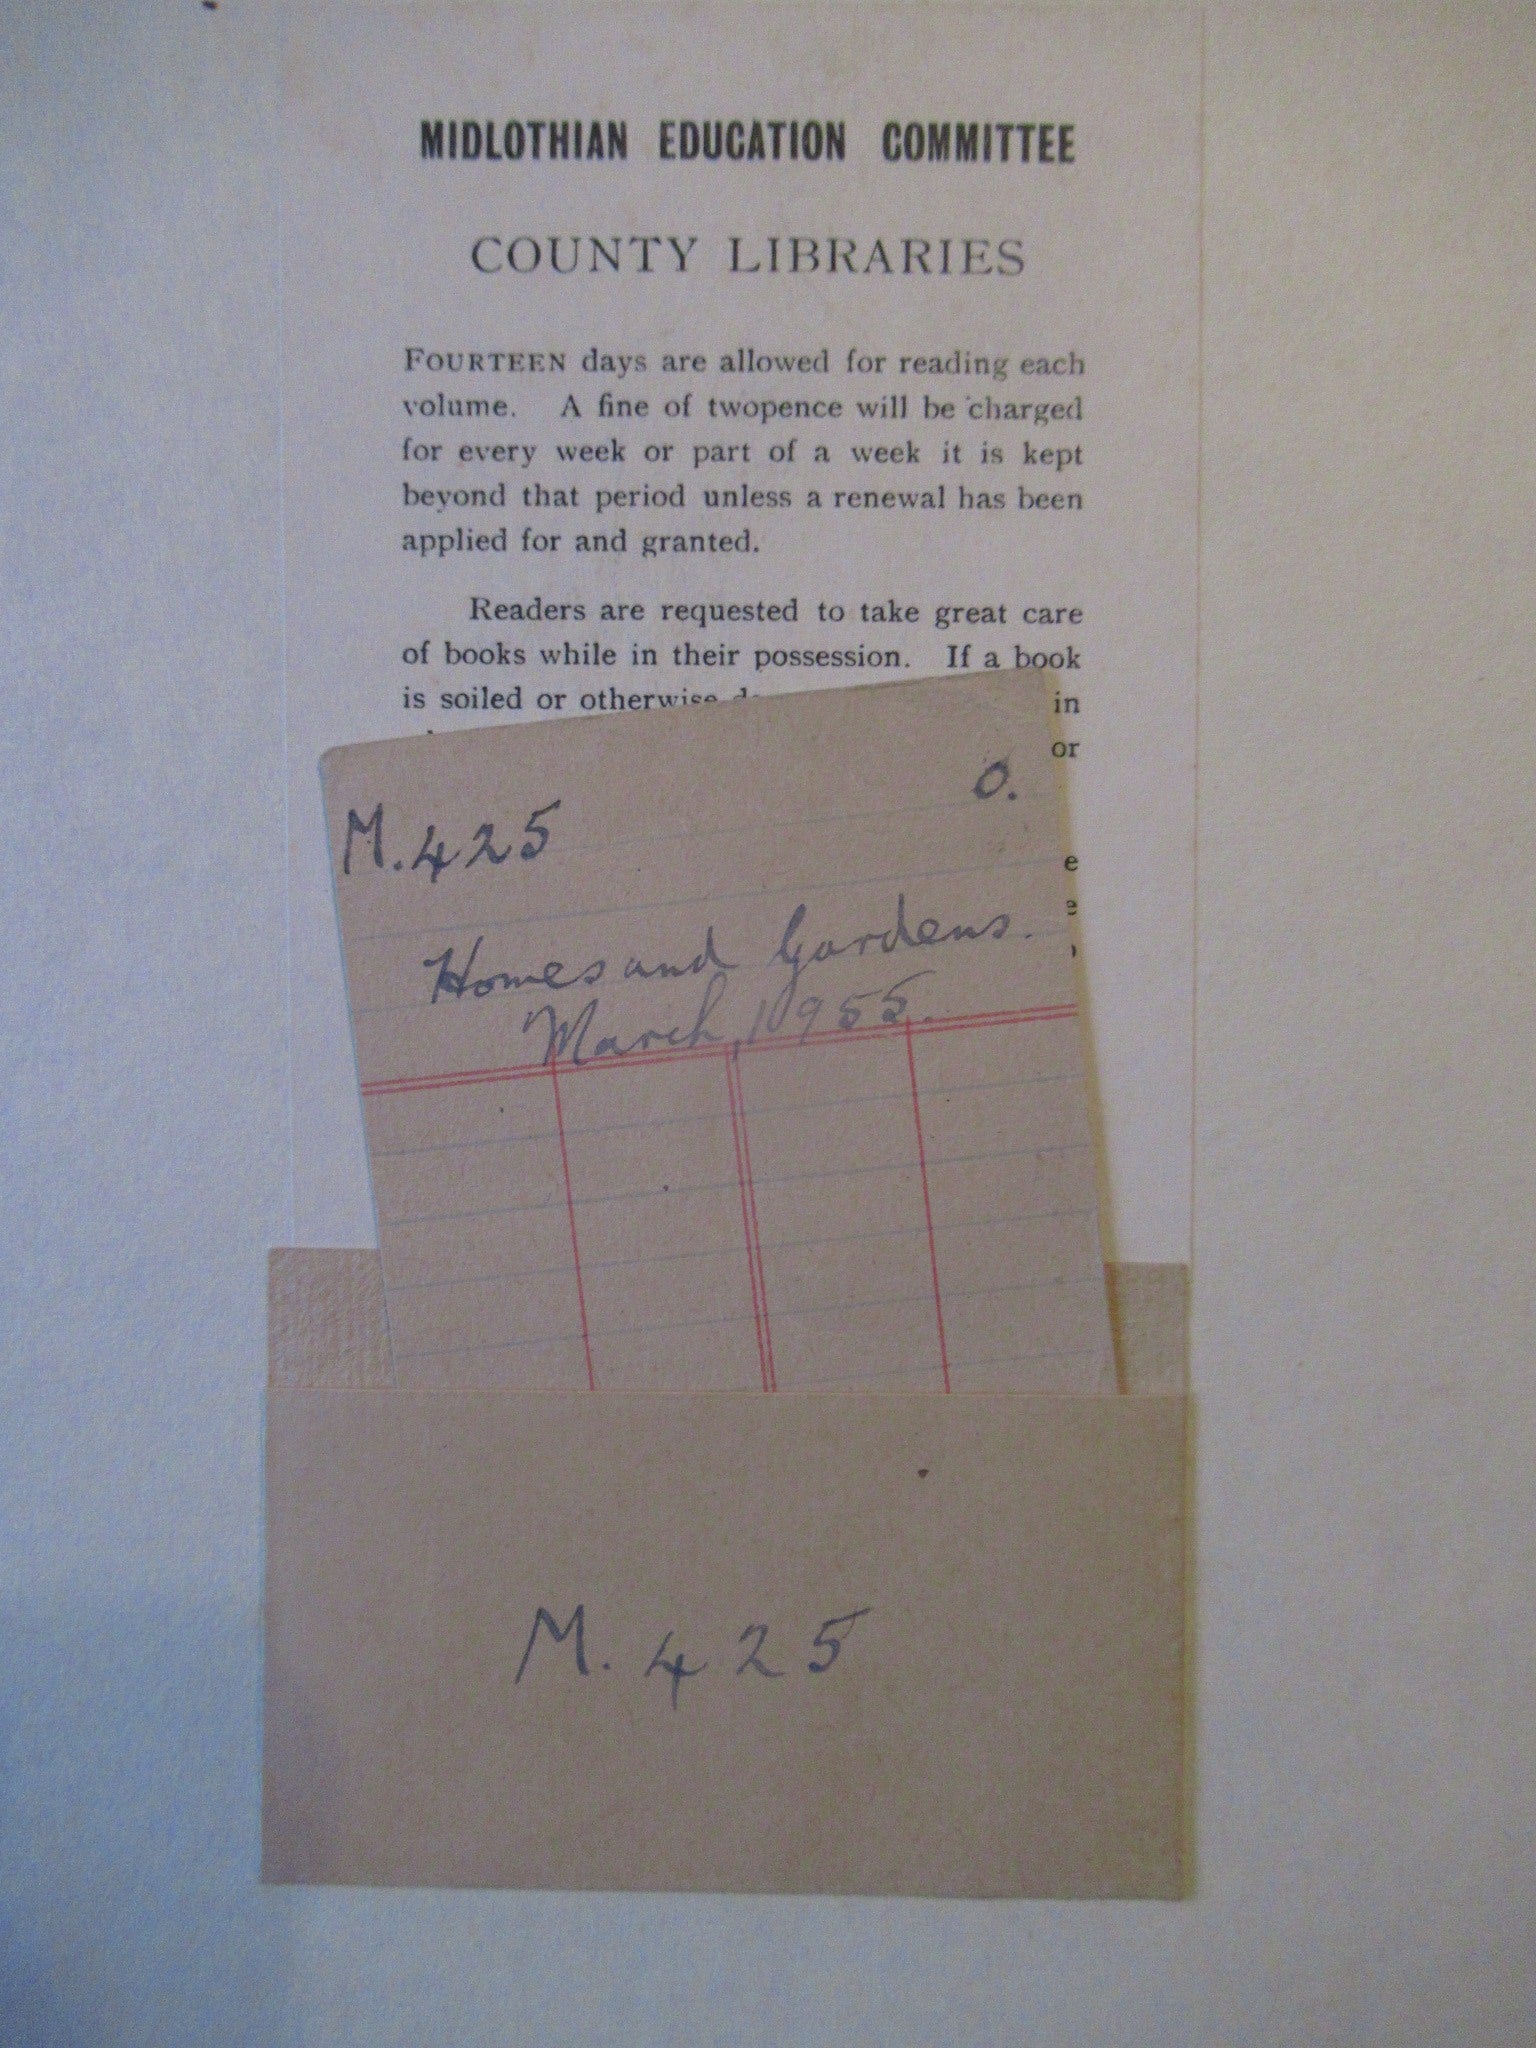 MIDLOTHIAN EDUCATION COMMITTEE
COUNTY LIBRARIES
FOURTEEN days are allowed for reading each
volume. A fine of twopence will be charged
for every week or part of a week it is kept
beyond that period unless a renewal has been
applied for and granted.
Readers are requested to take great care
of books while in their possession. If a book
is soiled or otherwise in
or
e
M.425 O.
Homes and Gardens.
March, 1955.
M. 425